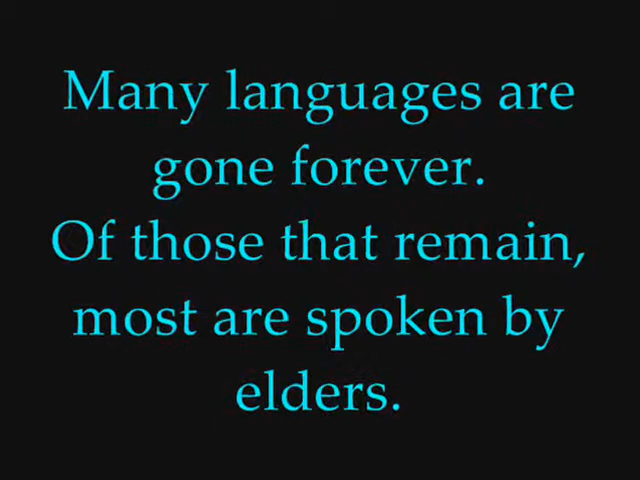 Many languages are
gone forever.
Of those that remain,
most are spoken by
elders.